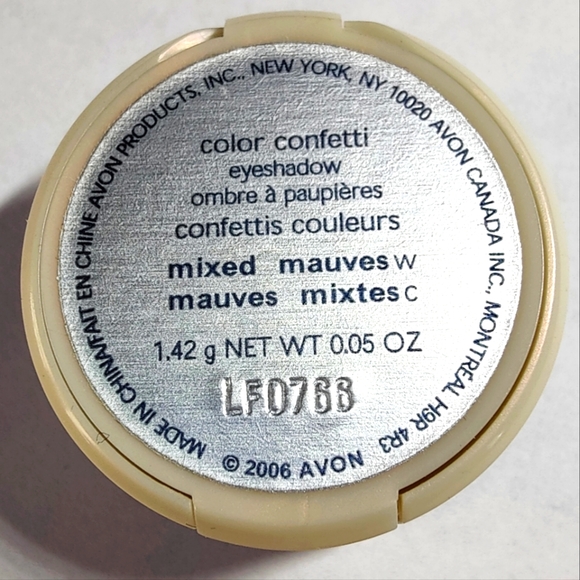 AVON PRODUCTS, INC., NEW YORK, NY 10020 AVON CANADA INC., MONTREAL H9R 4R3
color confetti
eyeshadow
ombre à paupières
confettis couleurs
mixed mauves W
mauves mixtes C
1.42 g NET WT 0.05 OZ
© 2006 AVON
MADE IN CHINA/FAIT EN CHINE